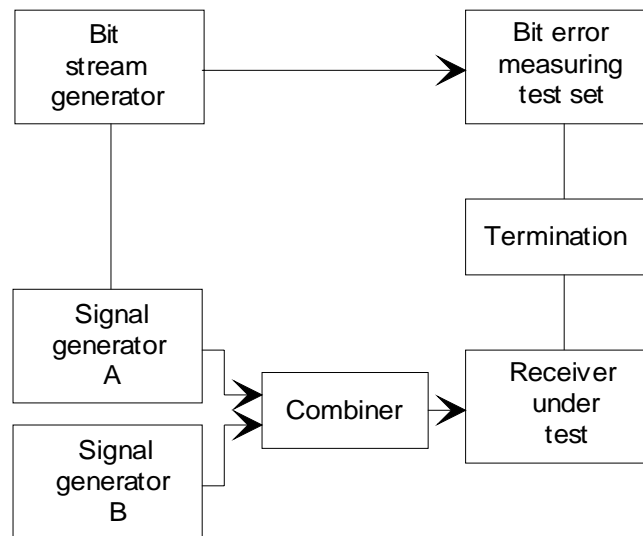 Bit
stream
generator
Bit error
measuring
test set
Termination
Signal
generator
A
Combiner
Receiver
under
test
Signal
generator
B